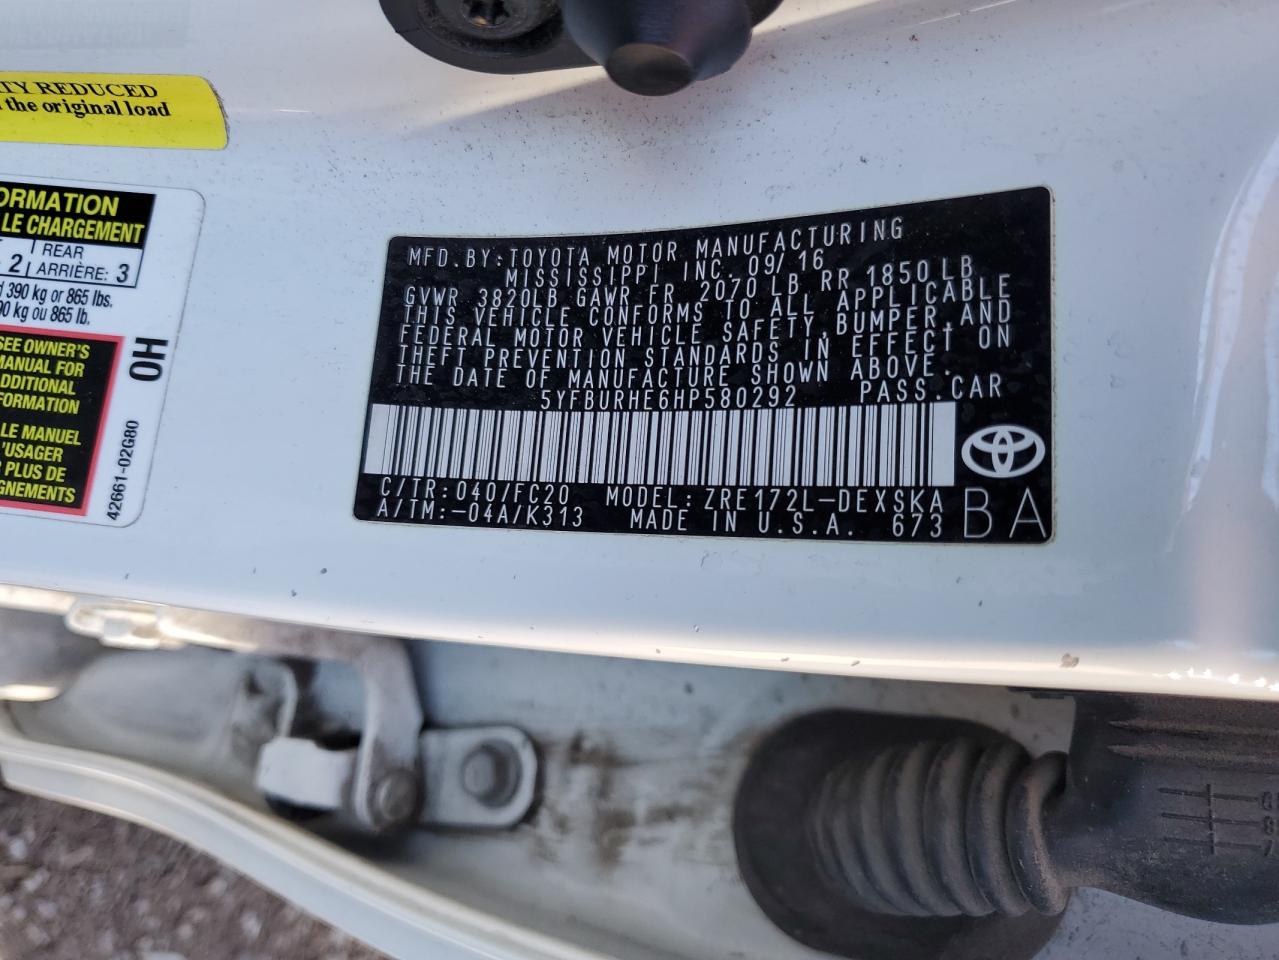 TY REDUCED
the original load
ORMATION
LE CHARGEMENT
2 REAR
ARRIÈRE: 3
390 kg or 865 lbs.
90 kg ou 865 lb.
SEE OWNER'S
MANUAL FOR
ADDITIONAL
FORMATION
LE MANUEL
'USAGER
PLUS DE
GNEMENTS
OH
42661-02G80
MFD.BY:TOYOTA MOTOR MANUFACTURING
MISSISSIPPI INC. 09/16
GVWR 3820LB GAWR FR 2070 LB RR 1850LB
THIS VEHICLE CONFORMS TO ALL APPLICABLE
FEDERAL MOTOR VEHICLE SAFETY,BUMPER,AND
THEFT PREVENTION STANDARDS IN EFFECT ON
THE DATE OF MANUFACTURE SHOWN ABOVE.
5YFBURHE6HP580292 PASS.CAR
C/TR:040/FC20 MODEL:ZRE172L-DEXSKA
A/TM:-04A/K313 MADE IN U.S.A. 673
BA